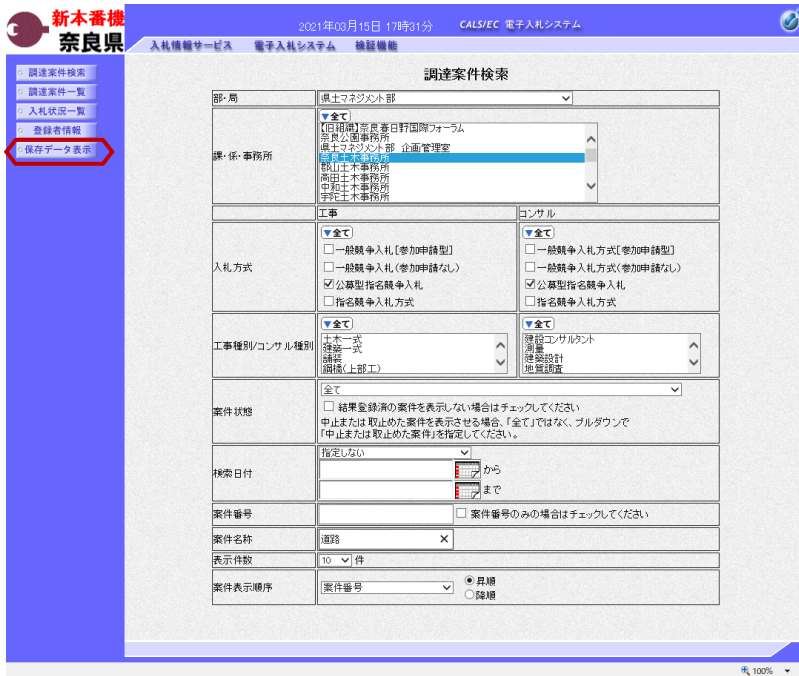 新本番機
奈良県
2021年03月15日 17時31分 CALS/EC 電子入札システム
入札情報サービス 電子入札システム 検証機能
調達案件検索
調達案件一覧
入札状況一覧
登録者情報
保存データ表示
調達案件検索
部・局 県土マネジメント部
課・係・事務所
▼全て
【旧組織】奈良春日野国際フォーラム
奈良公園事務所
県土マネジメント部 企画管理室
奈良土木事務所
郡山土木事務所
高田土木事務所
中和土木事務所
宇陀土木事務所
工事 コンサル
入札方式
▼全て ▼全て
一般競争入札[参加申請型] 一般競争入札方式[参加申請型]
一般競争入札(参加申請なし) 一般競争入札方式(参加申請なし)
公募型指名競争入札 公募型指名競争入札
指名競争入札方式 指名競争入札方式
工事種別/コンサル種別
▼全て ▼全て
土木一式 建設コンサルタント
建築一式 測量
舗装 建築設計
鋼橋(上部工) 地質調査
案件状態
全て
結果登録済の案件を表示しない場合はチェックしてください
中止または取止めた案件を表示させる場合、「全て」ではなく、プルダウンで
「中止または取止めた案件」を指定してください。
検索日付
指定しない
から
まで
案件番号 案件番号のみの場合はチェックしてください
案件名称 道路
表示件数 10 件
案件表示順序 案件番号
昇順
降順
100%